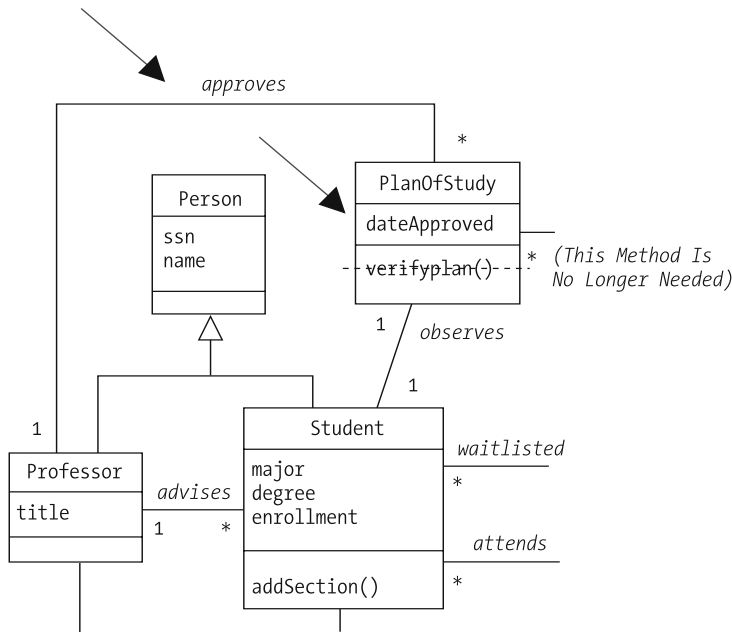 approves
*
PlanOfStudy
dateApproved
verifyplan()
* (This Method Is
No Longer Needed)
Person
ssn
name
1
observes
1
1
Student
major
degree
enrollment
addSection()
waitlisted
*
attends
*
Professor
title
advises
1
*